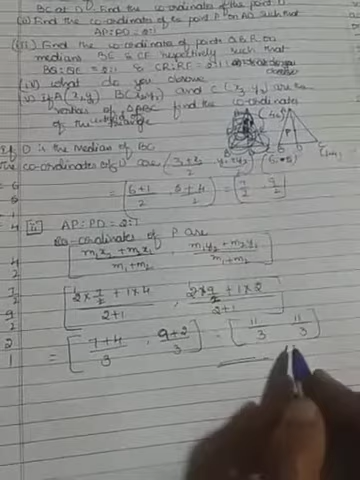 BC at D. Find the co-ordinates of the point D
(ii) Find the co-ordinates of the point P on AD such that
AP:PD = 2:1
(iii) Find the co-ordinates of points Q & R on
medians BE & CF respectively such that
BQ:QE = 2:1 & CR:RF = 2:1
(iv) what do you observe
(v) If A(x, y) B(x₂, y₂) and C(x₃ y₃) are the
vertices of △ABC find the co-ordinates
of the centroid of triangle
D is the Median of BC
co-ordinates of D are (x₁+x₂/2, y₁+y₂/2)
= (6+1/2, 5+4/2) = (7/2, 9/2)
(ii) AP:PD = 2:1
Co-ordinates of P are
[m₁x₂+m₂x₁/m₁+m₂, m₁y₂+m₂y₁/m₁+m₂]
[2×7/2+1×4/2+1, 2×9/2+1×2/2+1]
= [7+4/3, 9+2/3] = [11/3 11/3]